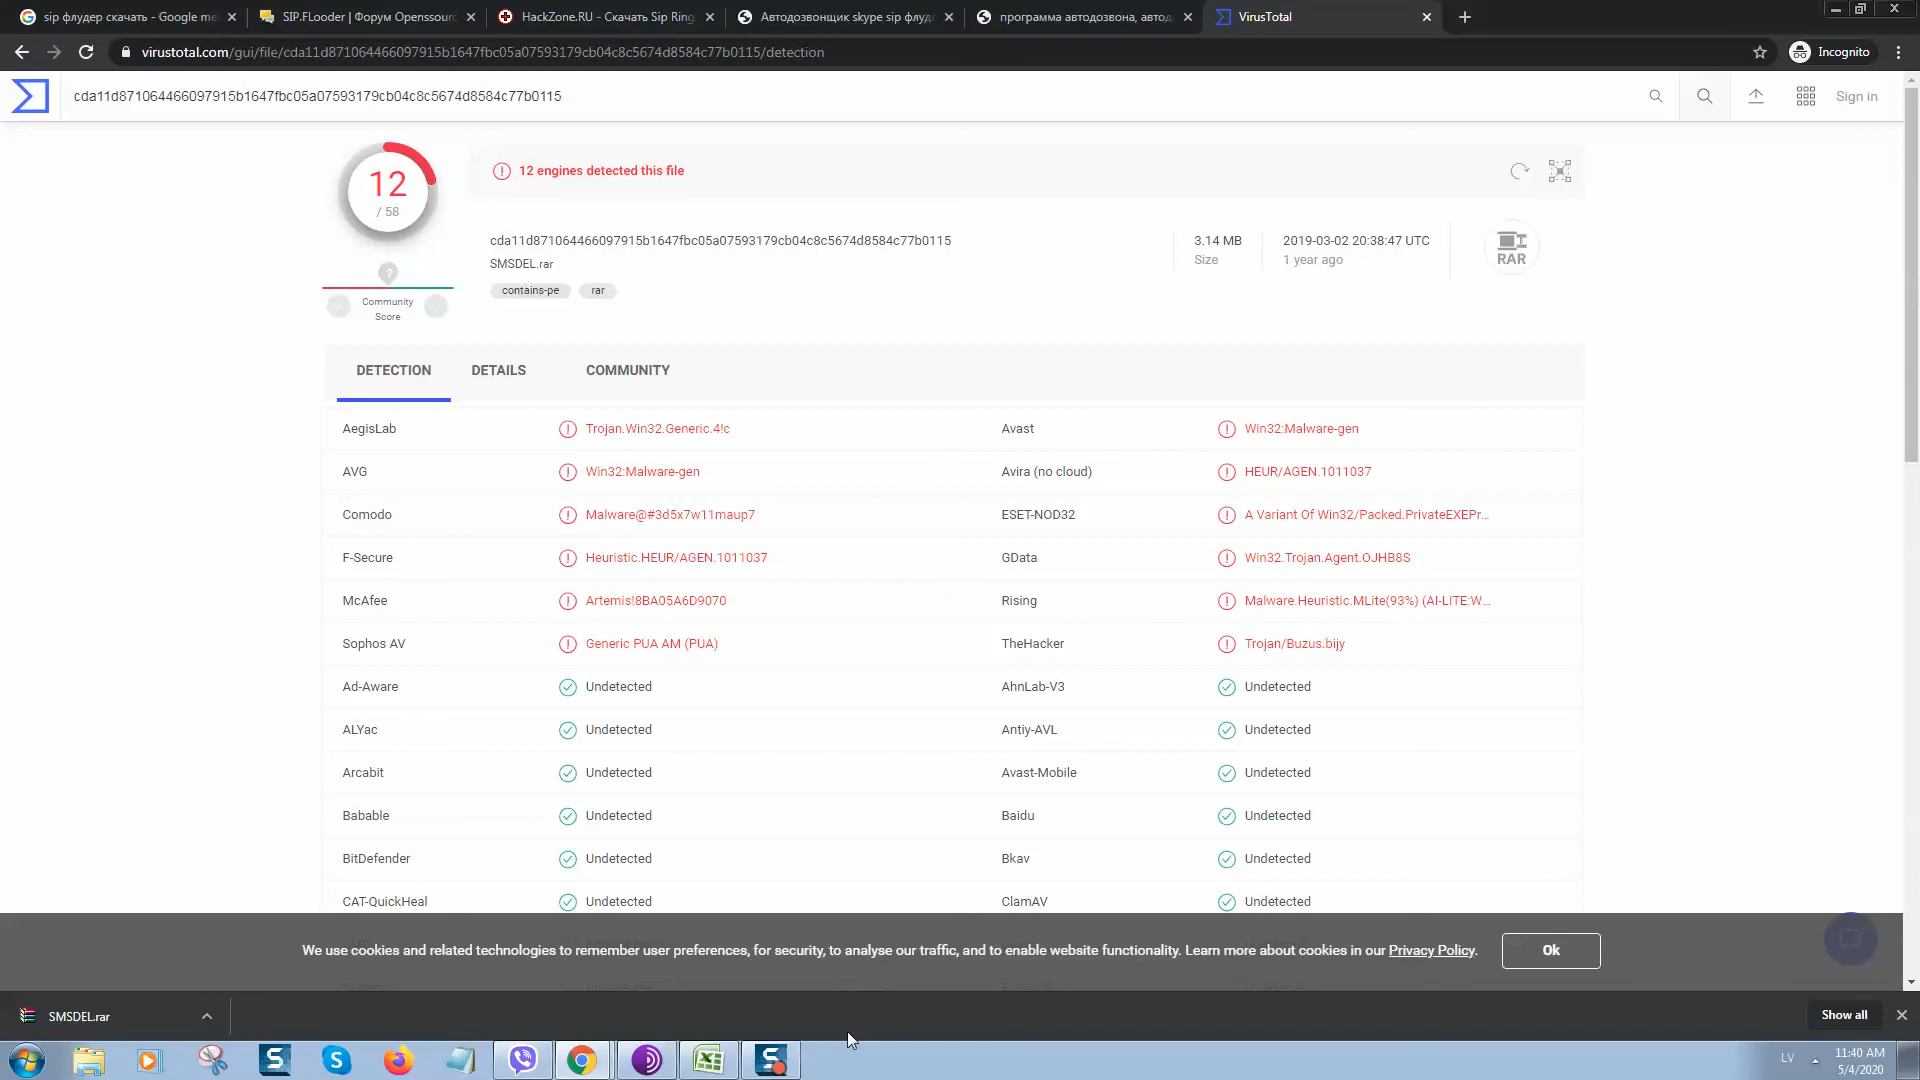 sip флудер скачать - Google me
SIP.FLooder | Форум Openssourc
HackZone.RU - Скачать Sip Ring
Автодозвонщик skype sip флуд
программа автодозвона, автод
VirusTotal
virustotal.com/gui/file/cda11d871064466097915b1647fbc05a07593179cb04c8c5674d8584c77b0115/detection
Incognito
cda11d871064466097915b1647fbc05a07593179cb04c8c5674d8584c77b0115
Sign in
12
/ 58
12 engines detected this file
cda11d871064466097915b1647fbc05a07593179cb04c8c5674d8584c77b0115
SMSDEL.rar
contains-pe
rar
3.14 MB
Size
2019-03-02 20:38:47 UTC
1 year ago
RAR
?
Community
Score
DETECTION
DETAILS
COMMUNITY
AegisLab
Trojan.Win32.Generic.4!c
Avast
Win32:Malware-gen
AVG
Win32:Malware-gen
Avira (no cloud)
HEUR/AGEN.1011037
Comodo
Malware@#3d5x7w11maup7
ESET-NOD32
A Variant Of Win32/Packed.PrivateEXEPr...
F-Secure
Heuristic.HEUR/AGEN.1011037
GData
Win32.Trojan.Agent.OJHB8S
McAfee
Artemis!8BA05A6D9070
Rising
Malware.Heuristic.MLite(93%) (AI-LITE:W...
Sophos AV
Generic PUA AM (PUA)
TheHacker
Trojan/Buzus.bijy
Ad-Aware
Undetected
AhnLab-V3
Undetected
ALYac
Undetected
Antiy-AVL
Undetected
Arcabit
Undetected
Avast-Mobile
Undetected
Babable
Undetected
Baidu
Undetected
BitDefender
Undetected
Bkav
Undetected
CAT-QuickHeal
Undetected
ClamAV
Undetected
We use cookies and related technologies to remember user preferences, for security, to analyse our traffic, and to enable website functionality. Learn more about cookies in our Privacy Policy.
Ok
SMSDEL.rar
Show all
LV
11:40 AM
5/4/2020